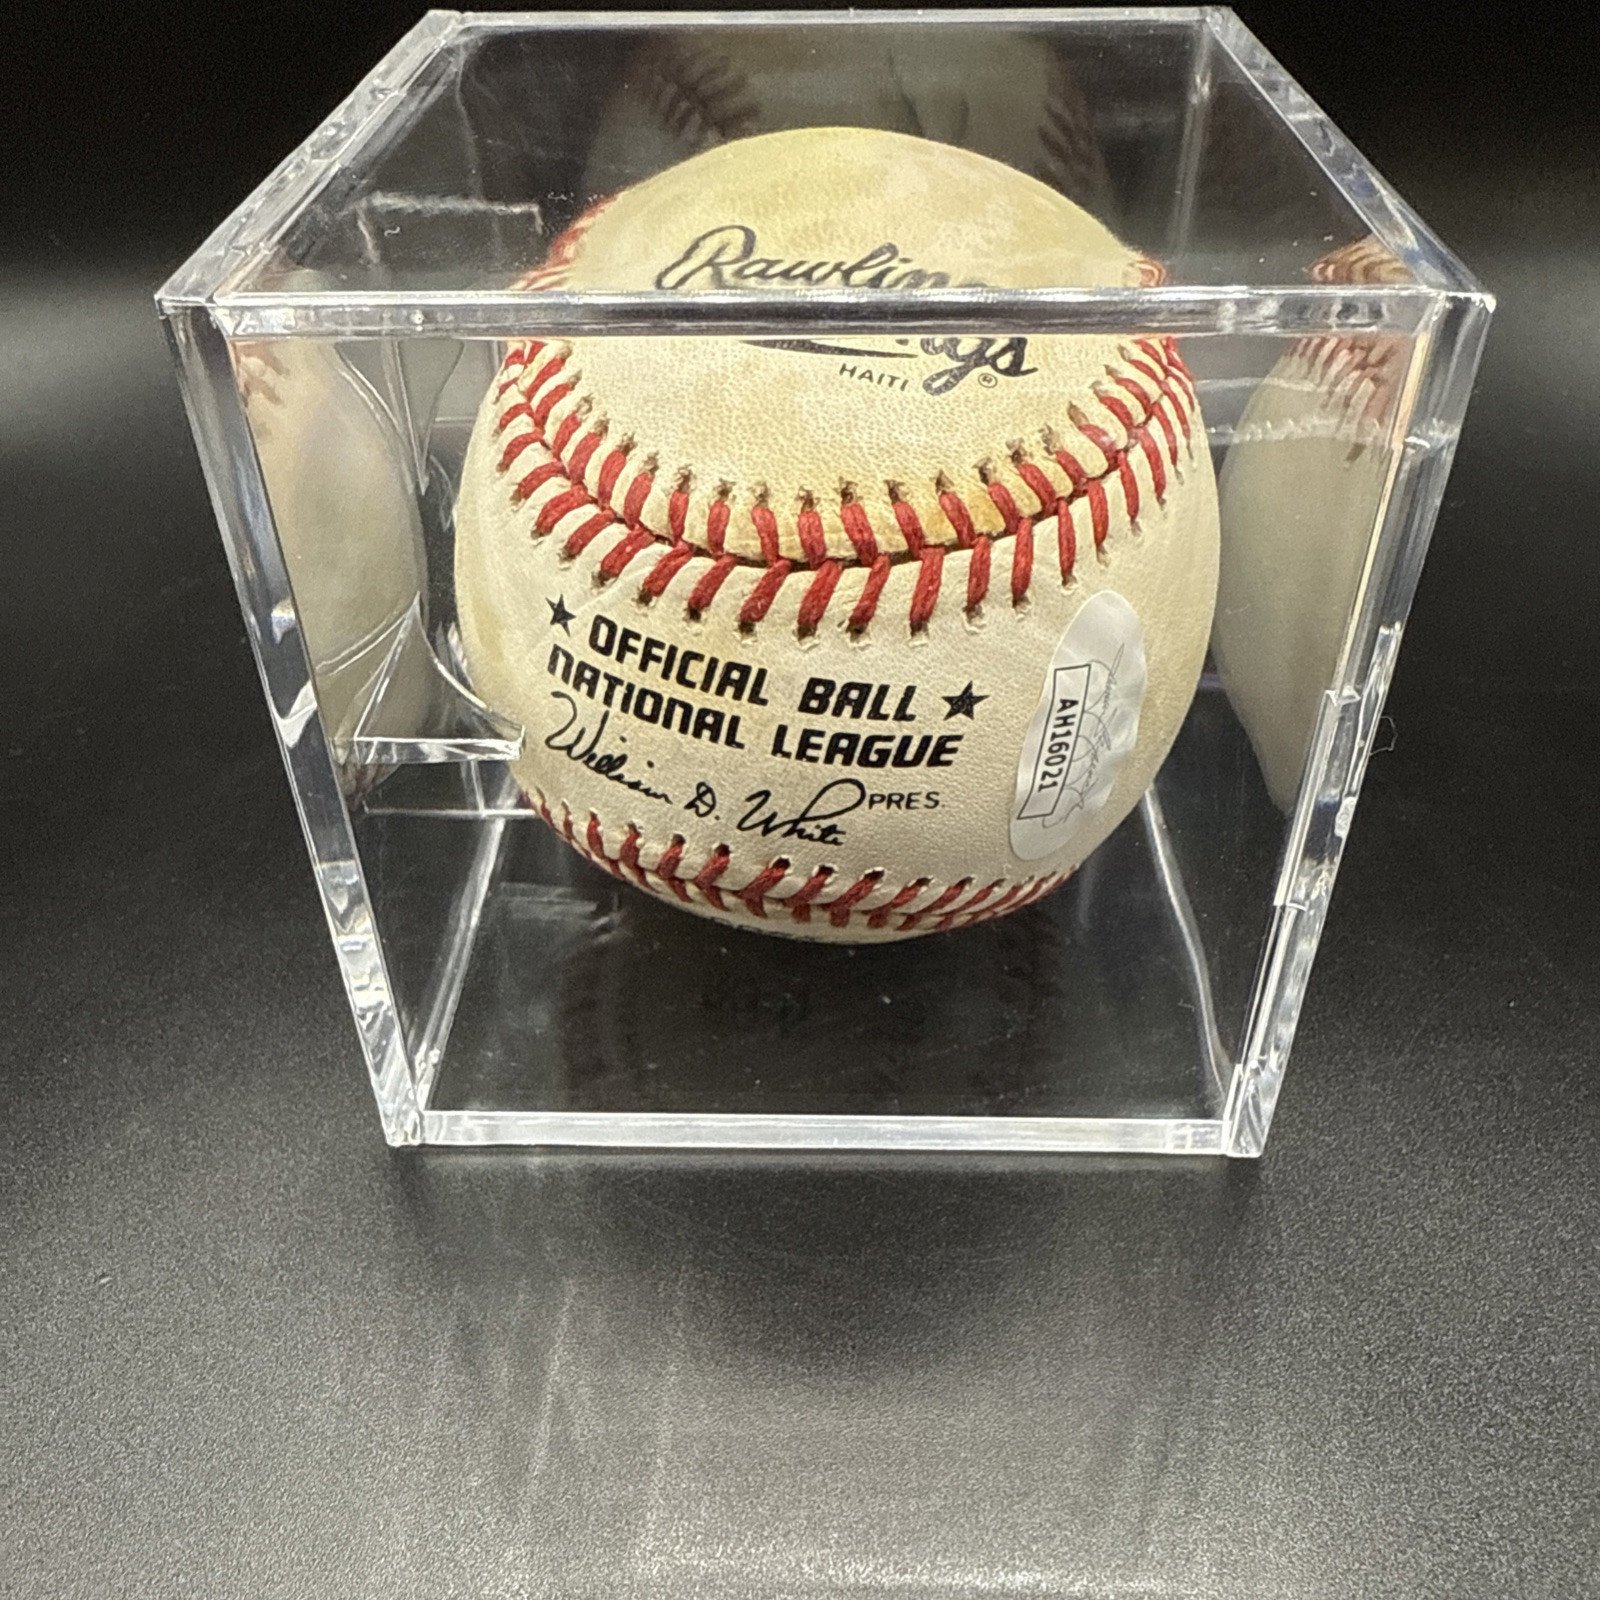 Rawlings®
HAITI
★ OFFICIAL BALL ★
NATIONAL LEAGUE
William D. White PRES.
AH16021